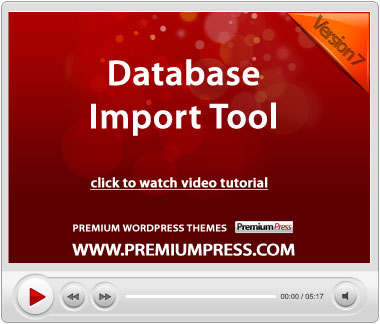 Version 7
Database
Import Tool
click to watch video tutorial
PREMIUM WORDPRESS THEMES PremiumPress
WWW.PREMIUMPRESS.COM
00:00 / 05:17